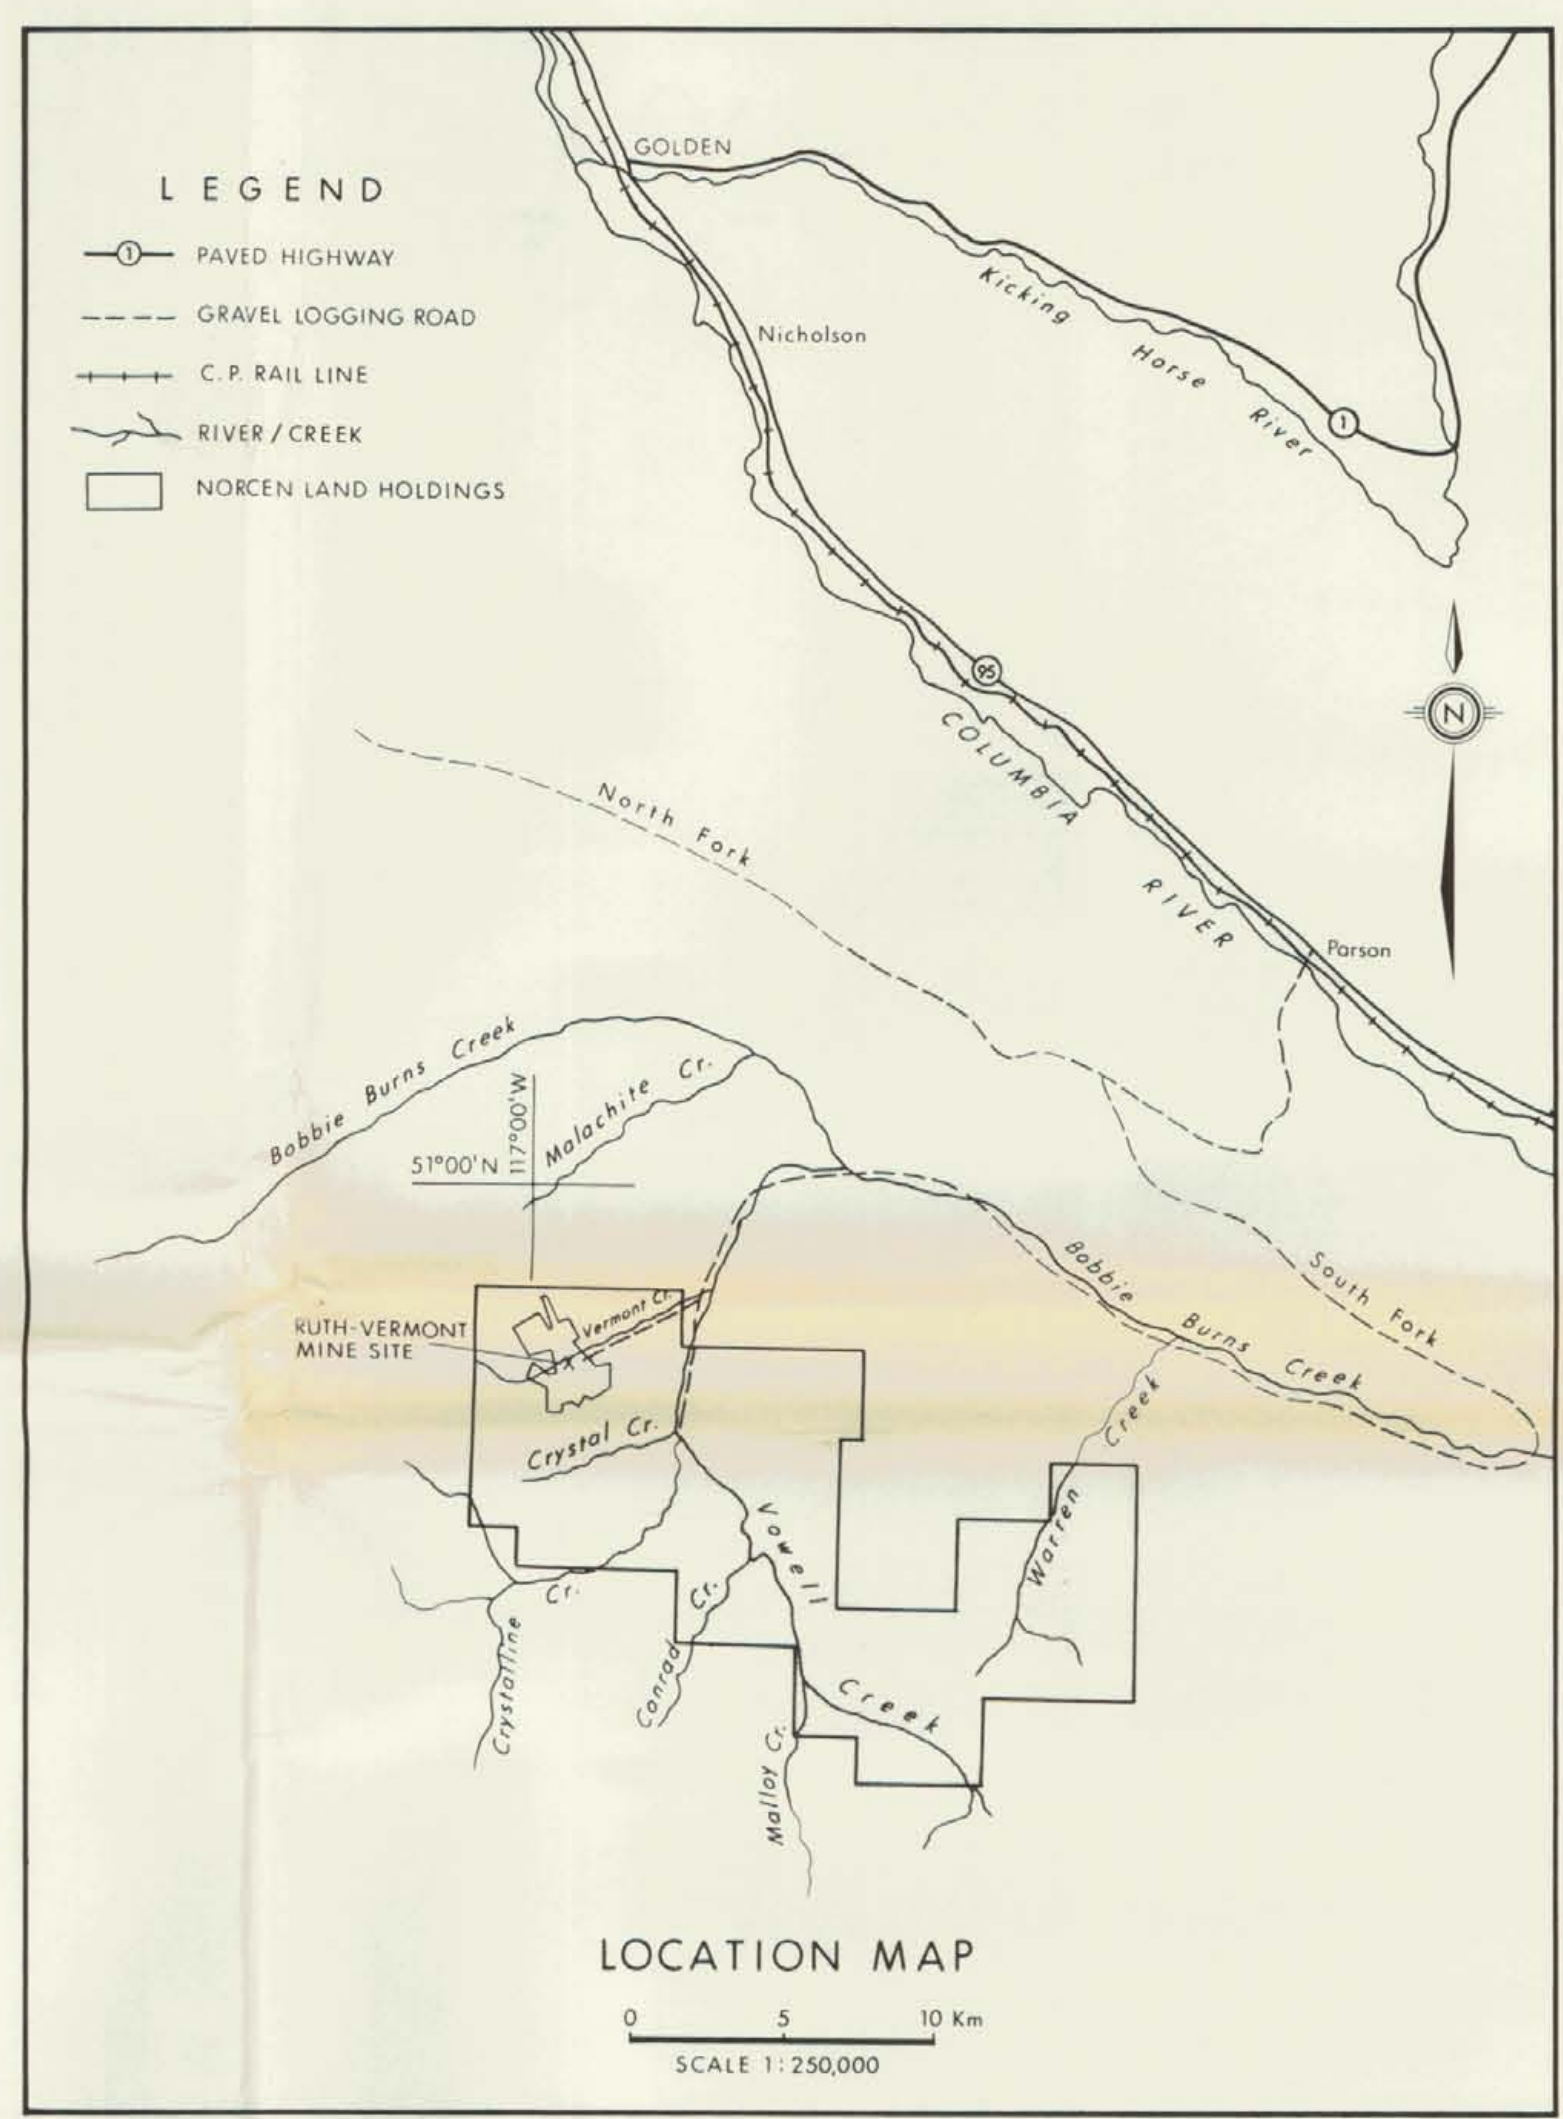 GOLDEN
LEGEND
1 PAVED HIGHWAY
GRAVEL LOGGING ROAD
C.P. RAIL LINE
RIVER / CREEK
NORCEN LAND HOLDINGS
Nicholson
Kicking Horse River
1
95
N
COLUMBIA RIVER
North Fork
Parson
Bobbie Burns Creek
Malachite Cr.
117°00'W
51°00'N
Bobbie Burns Creek
South Fork
RUTH-VERMONT
MINE SITE
Vermont Cr.
Crystal Cr.
Warren Creek
Vowell Creek
Crystalline Cr.
Conrad Cr.
Malloy Cr.
LOCATION MAP
0 5 10 Km
SCALE 1:250,000